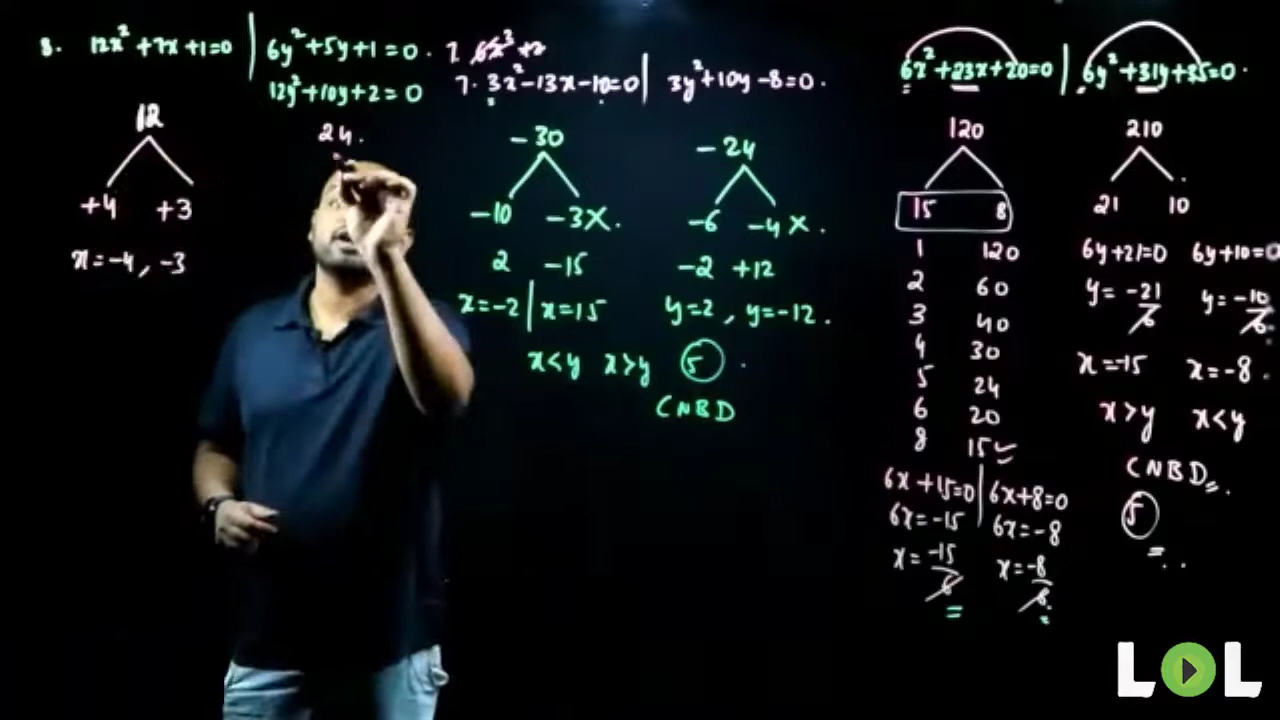 8. 12x² + 7x + 1 = 0 | 6y² + 5y + 1 = 0.
12y² + 10y + 2 = 0
12
+4 +3
x = -4, -3
24.
7. 6x³ + 2
7. 3x² - 13x - 10 = 0 | 3y² + 10y - 8 = 0.
-30
-10 -3 X.
2 -15
x = -2 | x = 15
-24
-6 -4 X.
-2 +12
y = 2, y = -12.
x < y x > y 5
CNBD
6x² + 23x + 20 = 0 | 6y² + 31y + 35 = 0.
120
15 8
1 120
2 60
3 40
4 30
5 24
6 20
8 15 ✓
6x + 15 = 0 | 6x + 8 = 0
6x = -15 6x = -8
x = -15/6 x = -8/6
210
21 10
6y + 21 = 0 6y + 10 = 0
y = -21/6 y = -10/6
x = -15 x = -8.
x > y x < y
CNBD
5
LOL